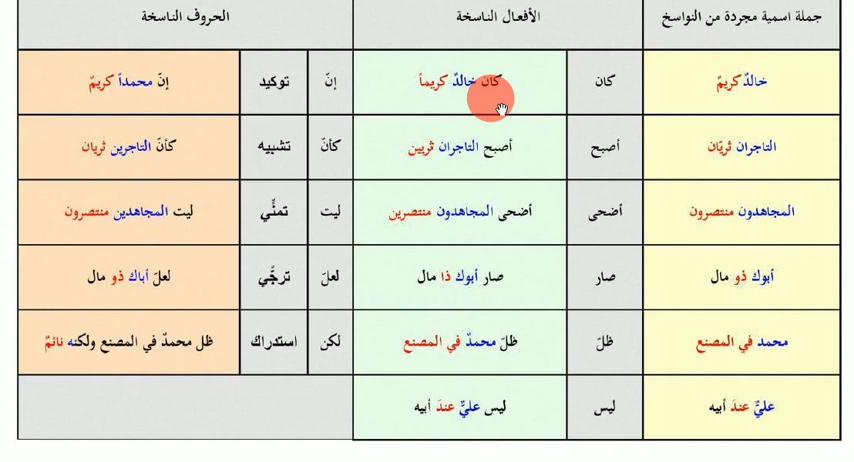 جملة اسمية مجردة من النواسخ
الأفعال الناسخة
الحروف الناسخة
خالدٌ كريمٌ
كان
كان خالدٌ كريماً
إنّ
توكيد
إنّ محمداً كريمٌ
التاجران ثريّان
أصبح
أصبح التاجران ثريين
كأنّ
تشبيه
كأنّ التاجرين ثريان
المجاهدون منتصرون
أضحى
أضحى المجاهدون منتصرين
ليت
تمنٍّي
ليت المجاهدين منتصرون
أبوك ذو مال
صار
صار أبوك ذا مال
لعلّ
ترجٍّي
لعلّ أباك ذو مال
محمد في المصنع
ظلّ
ظلّ محمدٌ في المصنع
لكن
استدراك
ظل محمدٌ في المصنع ولكنه نائمٌ
عليٌّ عندَ أبيه
ليس
ليس عليٌّ عندَ أبيه